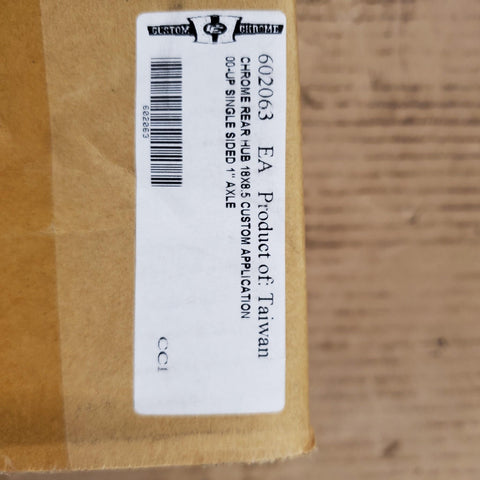 CUSTOM CHROME
602063 EA Product of: Taiwan
CHROME REAR HUB 18X8.5 CUSTOM APPLICATION
00-UP SINGLE SIDED 1" AXLE
602063
CC1